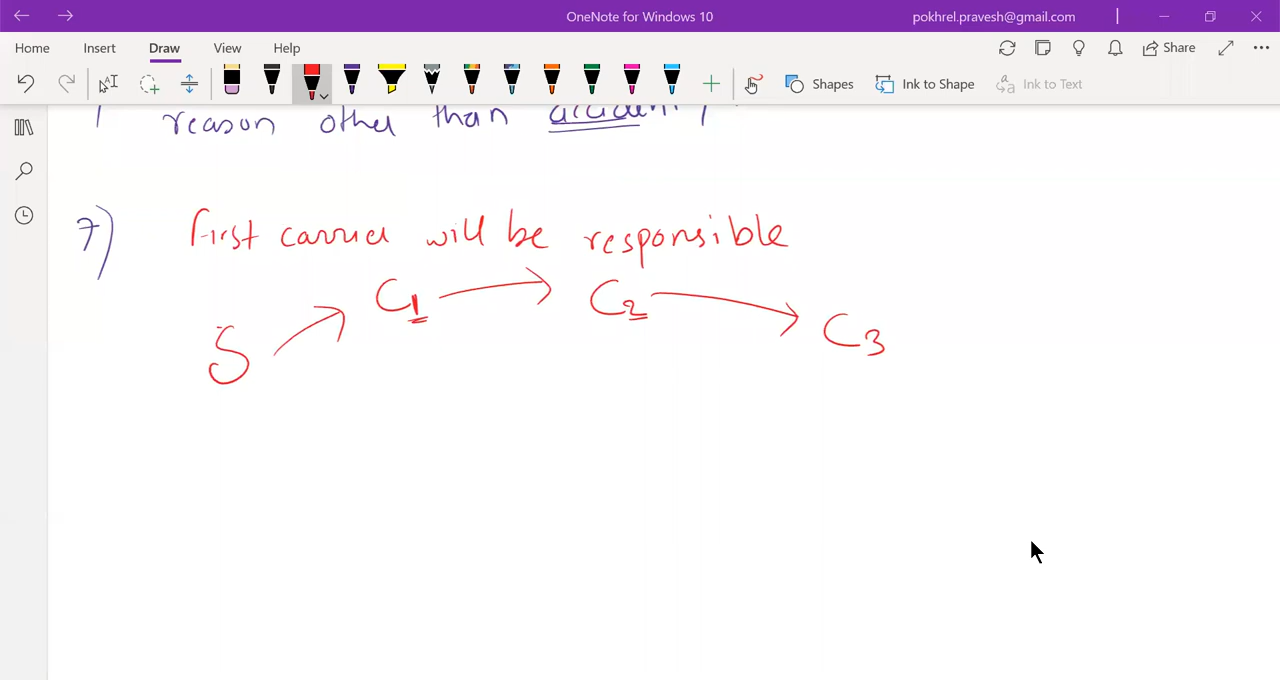 OneNote for Windows 10
pokhrel.pravesh@gmail.com
Home Insert Draw View Help
Share
Shapes
Ink to Shape
Ink to Text
reason other than
7) First carrier will be responsible
S C1 C2 C3